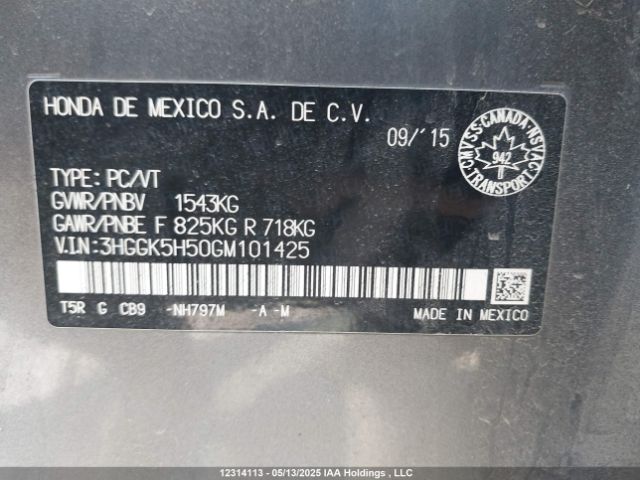 HONDA DE MEXICO S.A. DE C.V.
09/'15
CMVSS·CANADA·NSVAC
942
TRANSPORT
TYPE: PC/VT
GVWR/PNBV 1543KG
GAWR/PNBE F 825KG R 718KG
V.I.N: 3HGGK5H50GM101425
T5R G CB9 -NH797M -A -M
MADE IN MEXICO
12314113 — 05/13/2025 IAA Holdings , LLC